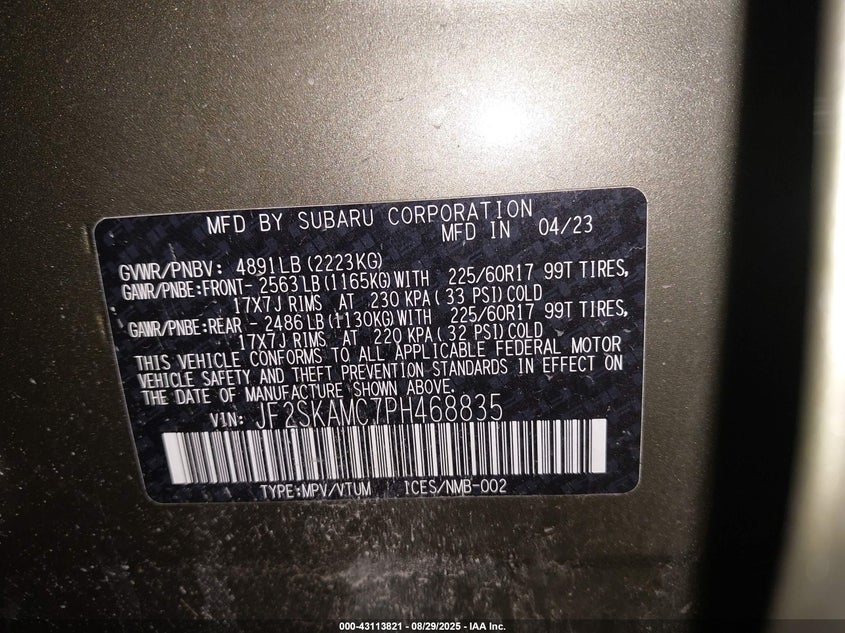 MFD BY SUBARU CORPORATION
MFD IN 04/23
GVWR/PNBV: 4891LB (2223KG)
GAWR/PNBE:FRONT- 2563LB (1165KG) WITH 225/60R17 99T TIRES,
17X7J RIMS AT 230 KPA( 33 PSI) COLD
GAWR/PNBE:REAR - 2486LB (1130KG) WITH 225/60R17 99T TIRES,
17X7J RIMS AT 220 KPA( 32 PSI) COLD
THIS VEHICLE CONFORMS TO ALL APPLICABLE FEDERAL MOTOR
VEHICLE SAFETY AND THEFT PREVENTION STANDARDS IN EFFECT ON
THE DATE OF MANUFACTURE SHOWN ABOVE.
VIN: JF2SKAMC7PH468835
TYPE:MPV/VTUM ICES/NMB-002
000-43113821 - 08/29/2025 - IAA Inc.